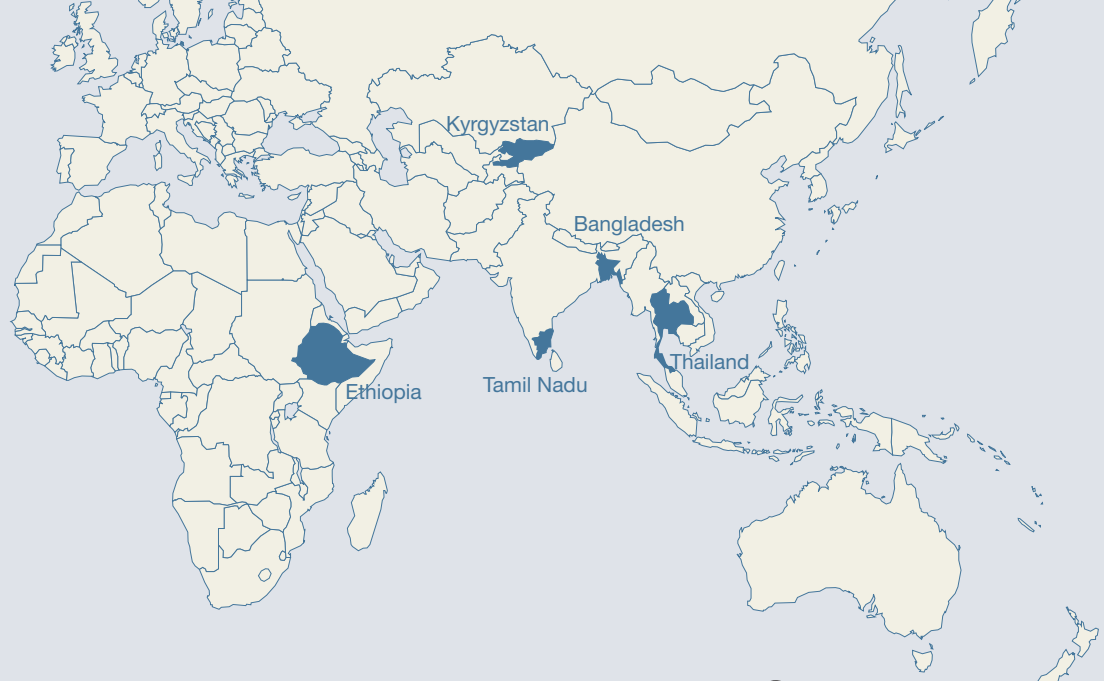 Kyrgyzstan
Bangladesh
Thailand
Tamil Nadu
Ethiopia